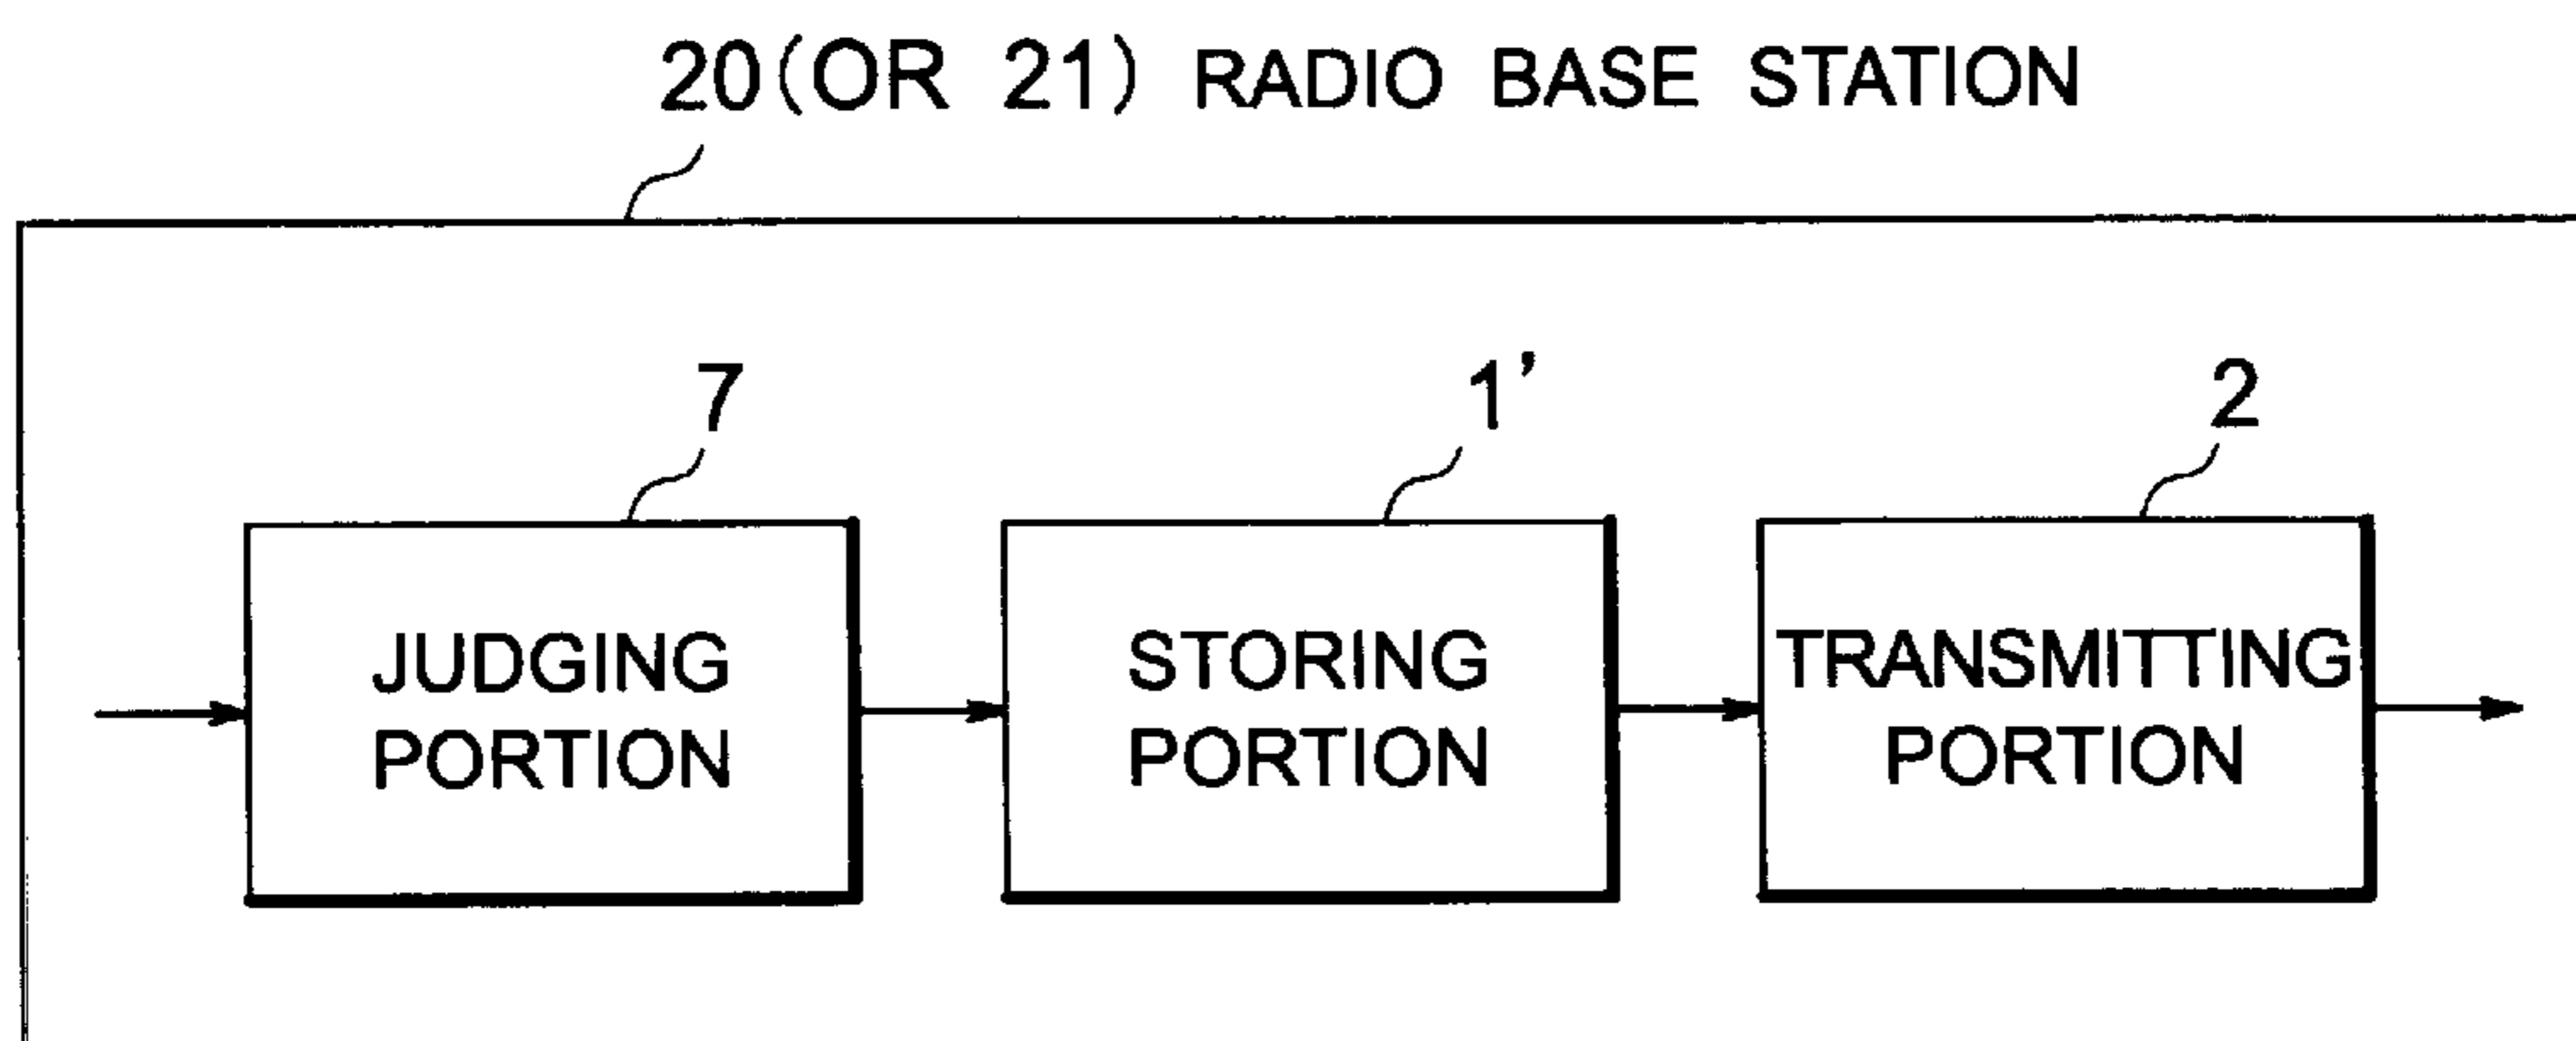 20(OR 21) RADIO BASE STATION
7
1’
2
JUDGING
PORTION
STORING
PORTION
TRANSMITTING
PORTION